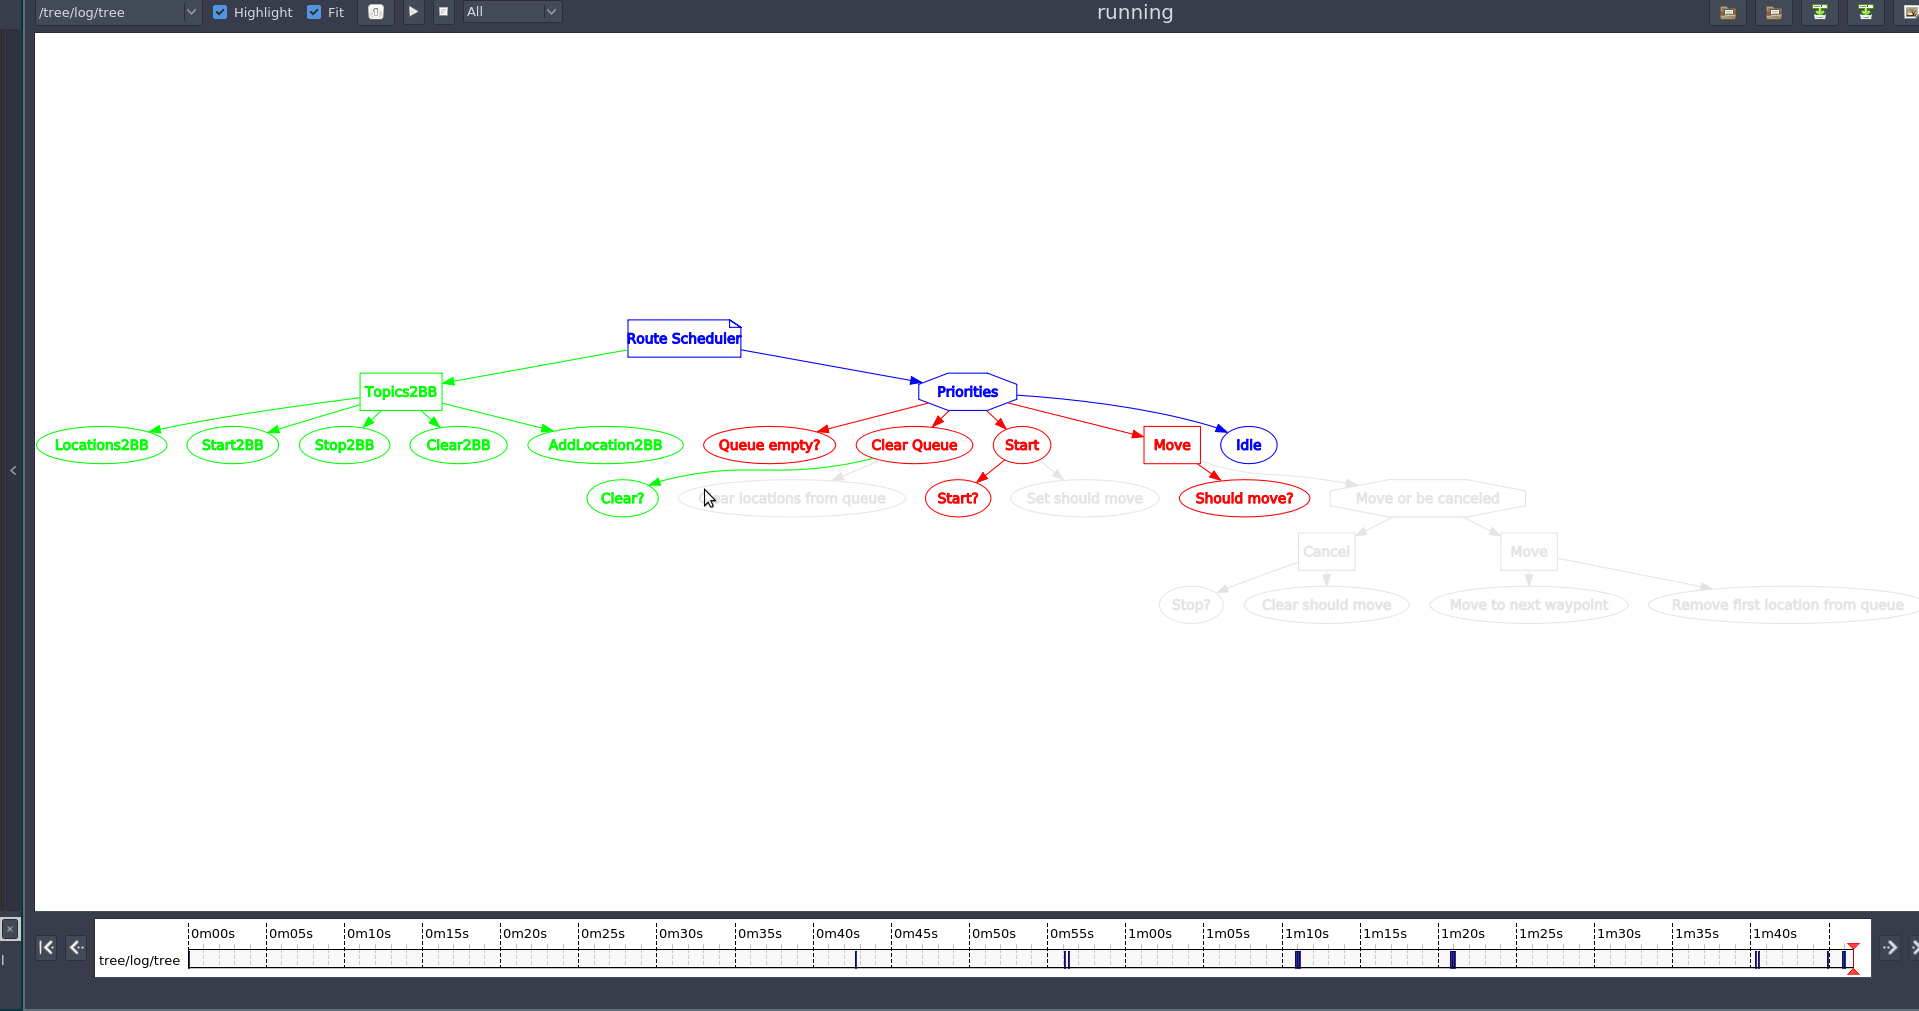 /tree/log/tree Highlight Fit All running
Route Scheduler
Topics2BB Priorities
Locations2BB Start2BB Stop2BB Clear2BB AddLocation2BB Queue empty? Clear Queue Start Move Idle
Clear? Clear locations from queue Start? Set should move Should move? Move or be canceled
Cancel Move
Stop? Clear should move Move to next waypoint Remove first location from queue
0m00s 0m05s 0m10s 0m15s 0m20s 0m25s 0m30s 0m35s 0m40s 0m45s 0m50s 0m55s 1m00s 1m05s 1m10s 1m15s 1m20s 1m25s 1m30s 1m35s 1m40s
tree/log/tree